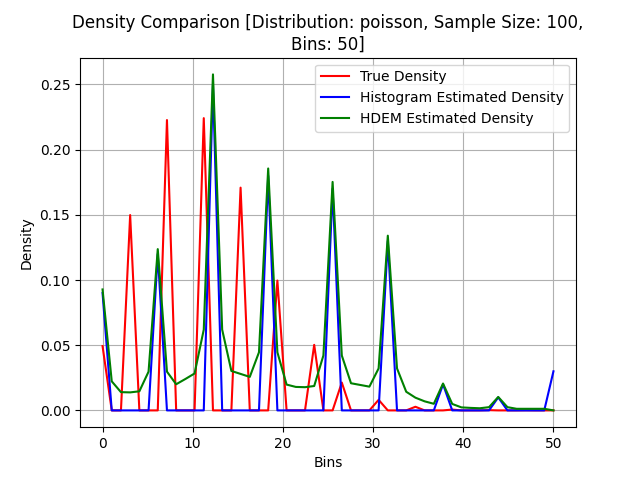 Density Comparison [Distribution: poisson, Sample Size: 100,
Bins: 50]
True Density
Histogram Estimated Density
HDEM Estimated Density
Density
0.25
0.20
0.15
0.10
0.05
0.00
0 10 20 30 40 50
Bins